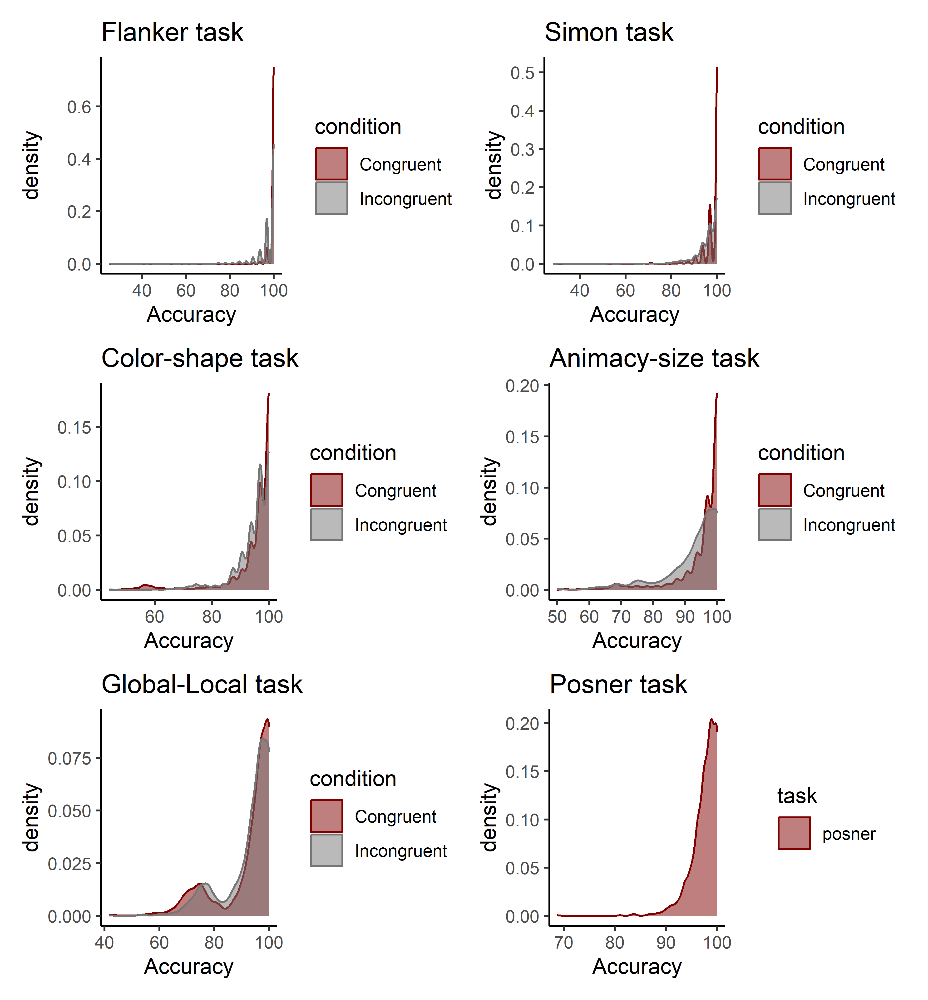 Flanker task
density
0.6
0.4
0.2
0.0
40 60 80 100
Accuracy
condition
Congruent
Incongruent
Simon task
density
0.5
0.4
0.3
0.2
0.1
0.0
40 60 80 100
Accuracy
condition
Congruent
Incongruent
Color-shape task
density
0.15
0.10
0.05
0.00
60 80 100
Accuracy
condition
Congruent
Incongruent
Animacy-size task
density
0.20
0.15
0.10
0.05
0.00
50 60 70 80 90 100
Accuracy
condition
Congruent
Incongruent
Global-Local task
density
0.075
0.050
0.025
0.000
40 60 80 100
Accuracy
condition
Congruent
Incongruent
Posner task
density
0.20
0.15
0.10
0.05
0.00
70 80 90 100
Accuracy
task
posner